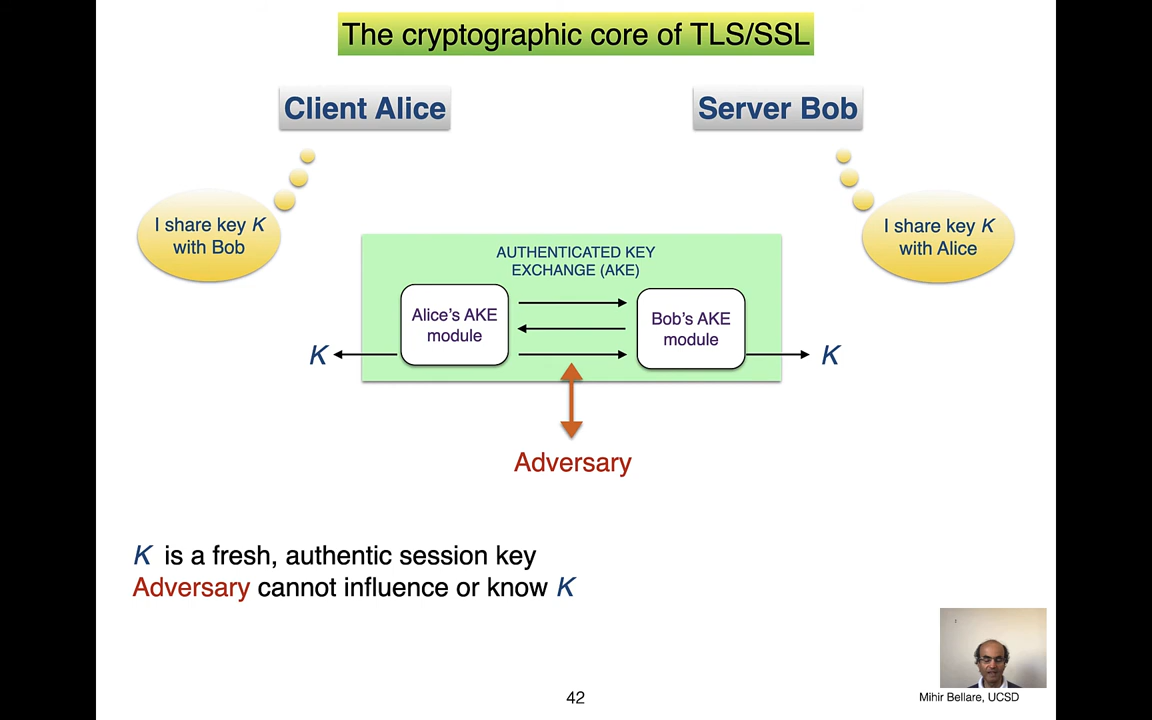 The cryptographic core of TLS/SSL
Client Alice
Server Bob
I share key K
with Bob
I share key K
with Alice
AUTHENTICATED KEY
EXCHANGE (AKE)
Alice's AKE
module
Bob's AKE
module
K
K
Adversary
K is a fresh, authentic session key
Adversary cannot influence or know K
42
Mihir Bellare, UCSD